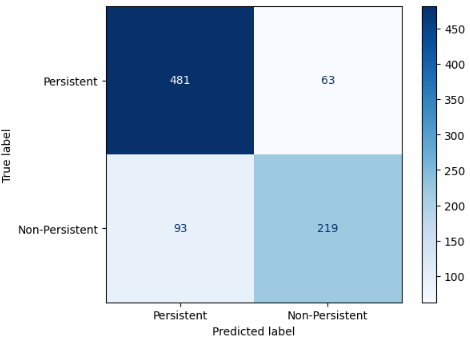 True label
Persistent
481
63
Non-Persistent
93
219
Persistent
Non-Persistent
Predicted label
450
400
350
300
250
200
150
100